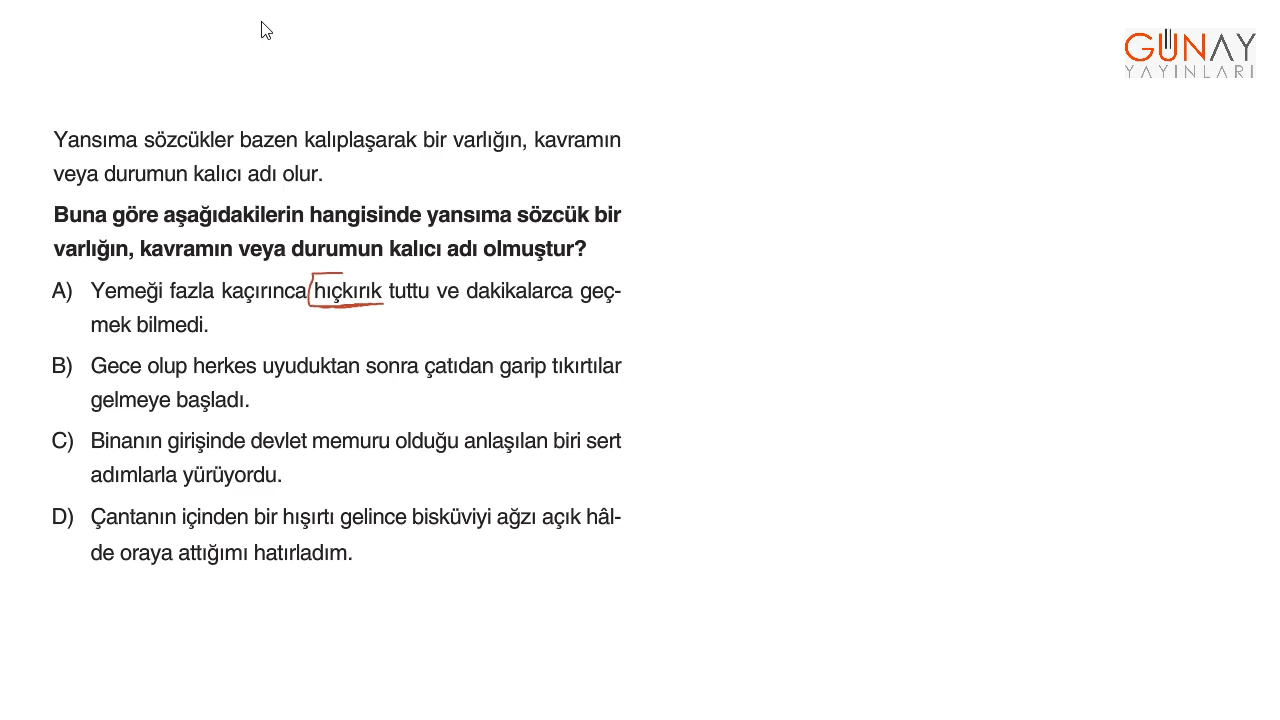 GÜNAY
YAYINLARI
Yansıma sözcükler bazen kalıplaşarak bir varlığın, kavramın
veya durumun kalıcı adı olur.
Buna göre aşağıdakilerin hangisinde yansıma sözcük bir
varlığın, kavramın veya durumun kalıcı adı olmuştur?
A) Yemeği fazla kaçırınca hıçkırık tuttu ve dakikalarca geç-
mek bilmedi.
B) Gece olup herkes uyuduktan sonra çatıdan garip tıkırtılar
gelmeye başladı.
C) Binanın girişinde devlet memuru olduğu anlaşılan biri sert
adımlarla yürüyordu.
D) Çantanın içinden bir hışırtı gelince bisküviyi ağzı açık hâl-
de oraya attığımı hatırladım.